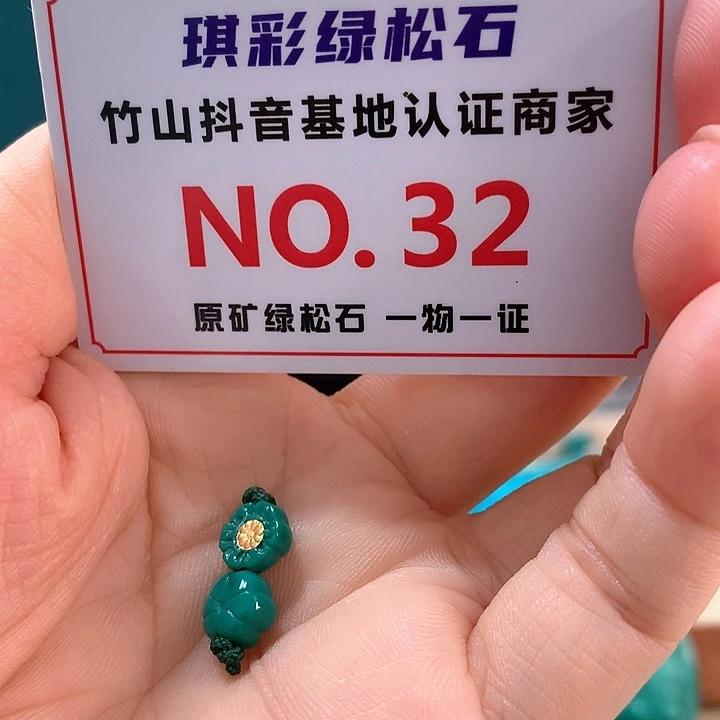 琪彩绿松石
竹山抖音基地认证商家
NO. 32
原矿绿松石 一物一证